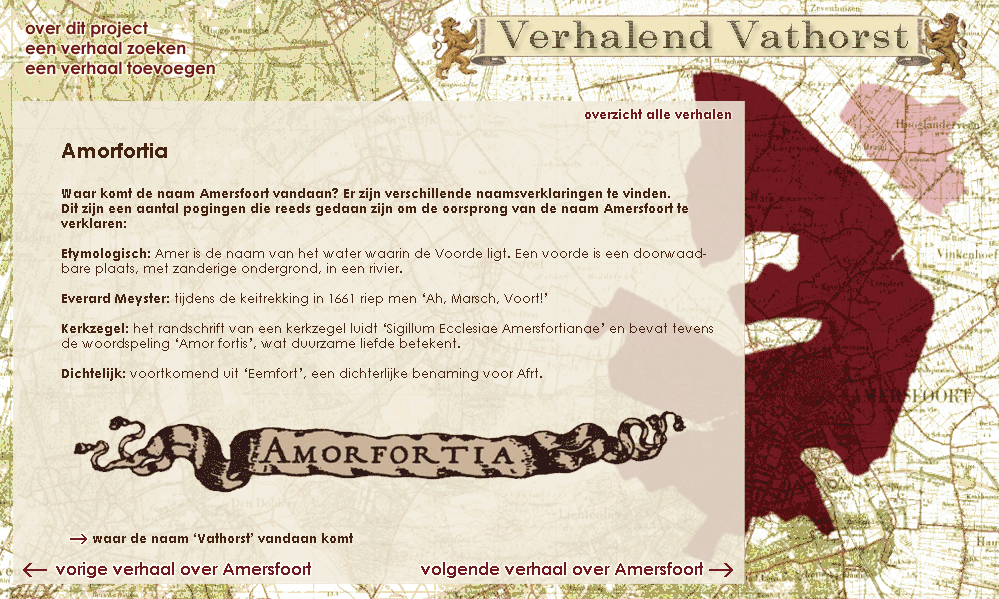 over dit project
een verhaal zoeken
een verhaal toevoegen
Verhalend Vathorst
overzicht alle verhalen
Amorfortia
Waar komt de naam Amersfoort vandaan? Er zijn verschillende naamsverklaringen te vinden.
Dit zijn een aantal pogingen die reeds gedaan zijn om de oorsprong van de naam Amersfoort te
verklaren:
Etymologisch: Amer is de naam van het water waarin de Voorde ligt. Een voorde is een doorwaad-
bare plaats, met zanderige ondergrond, in een rivier.
Everard Meyster: tijdens de keitrekking in 1661 riep men ‘Ah, Marsch, Voort!’
Kerkzegel: het randschrift van een kerkzegel luidt ‘Sigillum Ecclesiae Amersfortianae’ en bevat tevens
de woordspeling ‘Amor fortis’, wat duurzame liefde betekent.
Dichtelijk: voortkomend uit ‘Eemfort’, een dichterlijke benaming voor Afrt.
AMORFORTIA
→ waar de naam ‘Vathorst’ vandaan komt
← vorige verhaal over Amersfoort
volgende verhaal over Amersfoort →
Zevenhuizen
Hooglanderveen
Vinkenhoef
AMERSFOORT